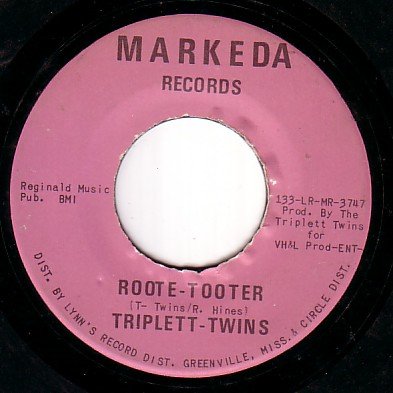 MARKEDA
RECORDS
Reginald Music
Pub. BMI
133-LR-MR-3747
Prod. By The
Triplett Twins
for
VH&L Prod-ENT-
ROOTE-TOOTER
(T- Twins/R. Hines)
TRIPLETT-TWINS
DIST. BY LYNN'S RECORD DIST. GREENVILLE, MISS. & CIRCLE DIST.